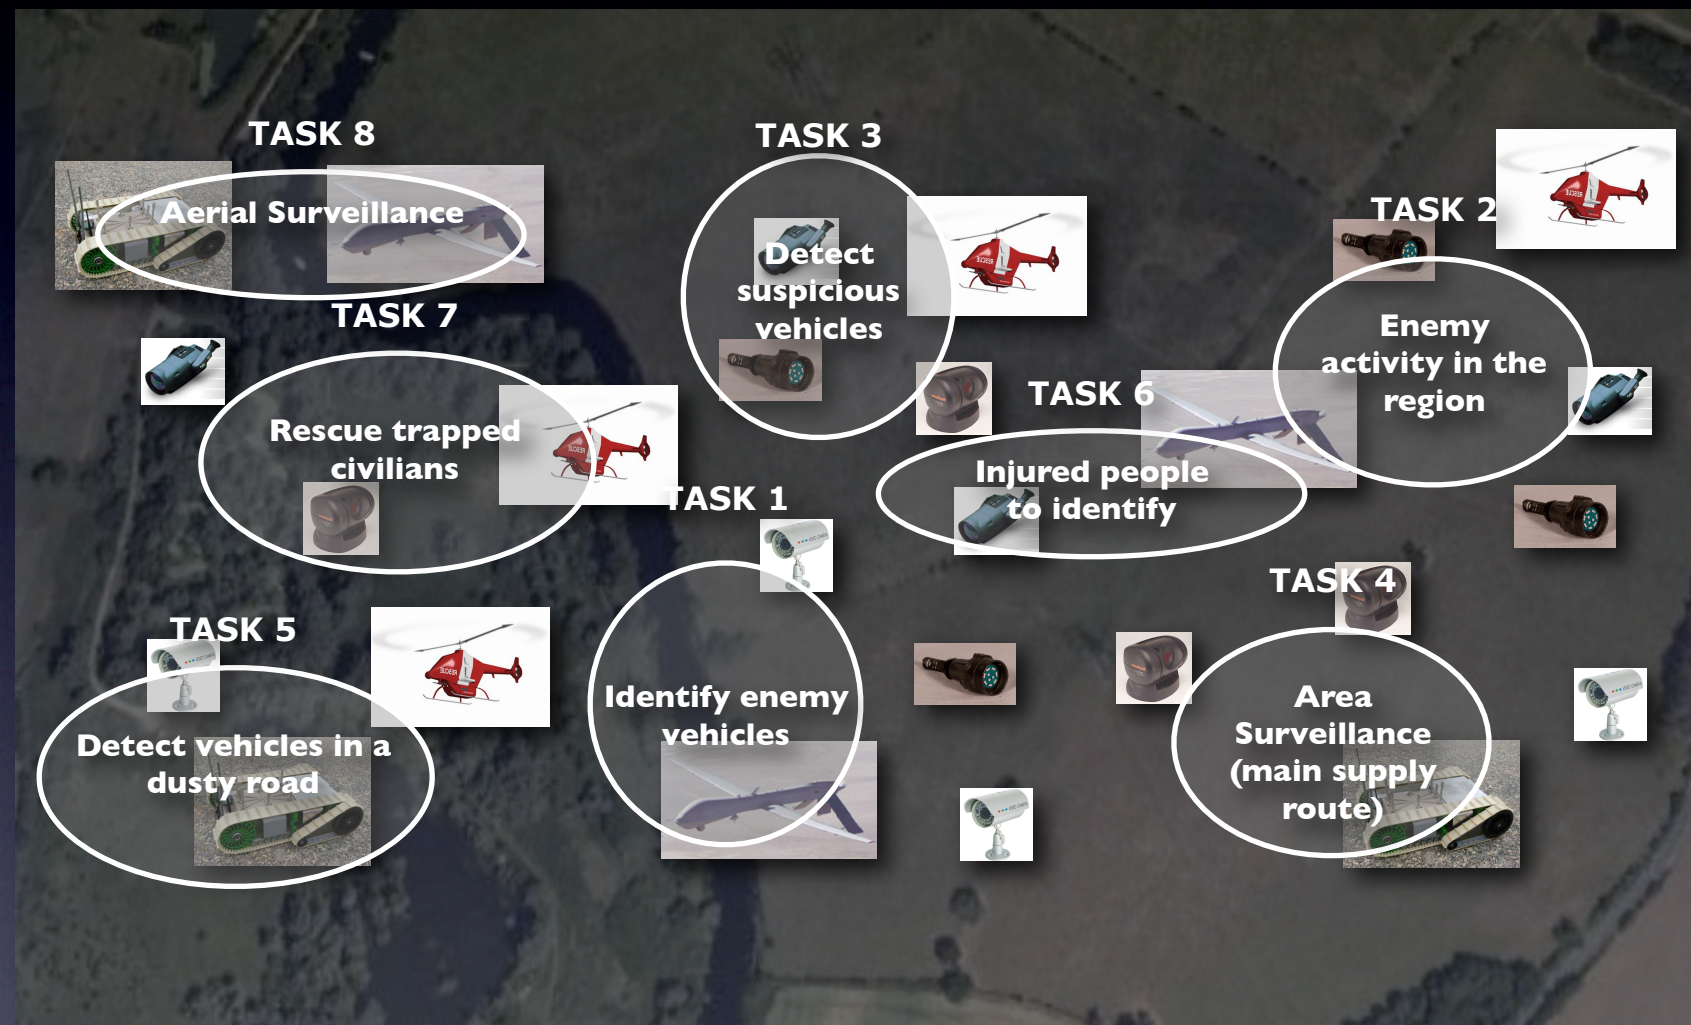 TASK 8
Aerial Surveillance
TASK 3
Detect
suspicious
vehicles
TASK 2
Enemy
activity in the
region
TASK 7
Rescue trapped
civilians
TASK 6
Injured people
to identify
TASK 1
Identify enemy
vehicles
TASK 4
Area
Surveillance
(main supply
route)
TASK 5
Detect vehicles in a
dusty road